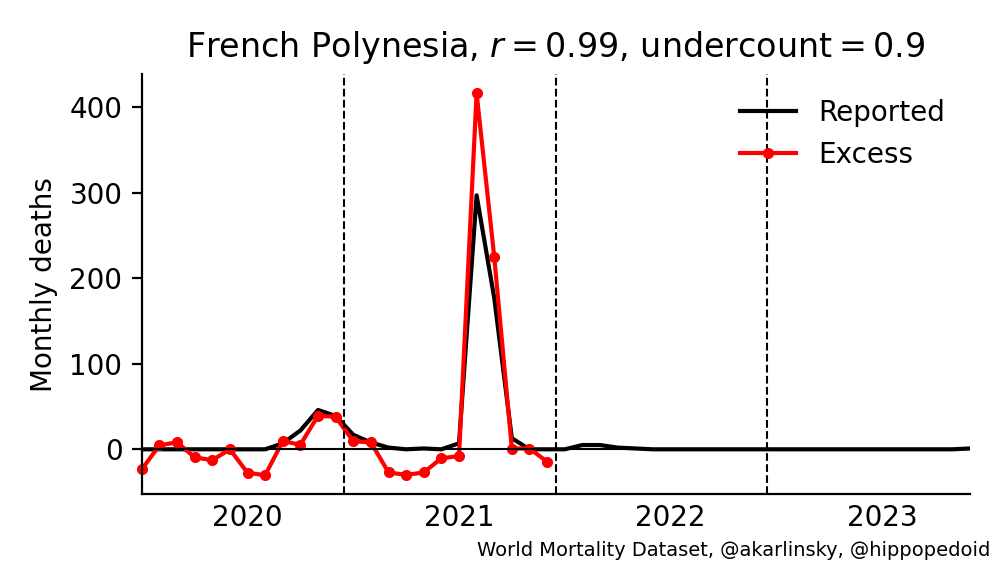 French Polynesia, r = 0.99, undercount = 0.9
400
300
200
100
0
Monthly deaths
Reported
Excess
2020 2021 2022 2023
World Mortality Dataset, @akarlinsky, @hippopedoid